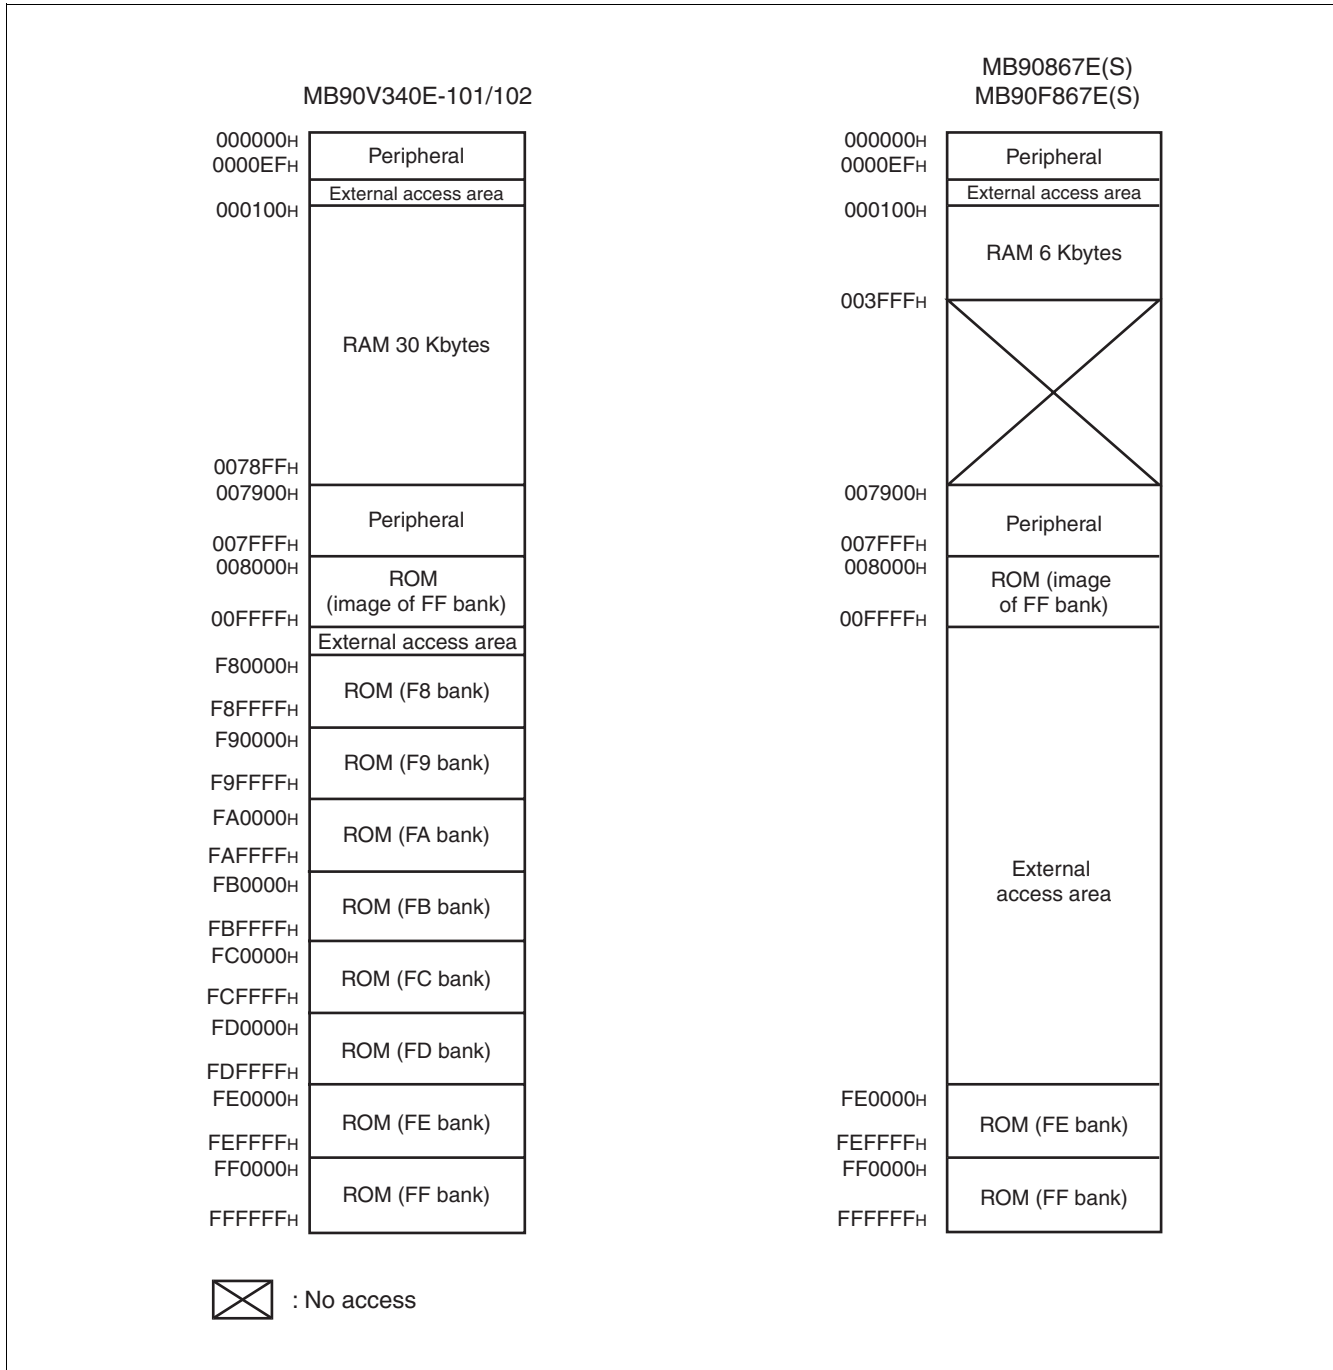 MB90V340E-101/102
000000H
0000EFH
Peripheral
External access area
000100H
RAM 30 Kbytes
0078FFH
007900H
Peripheral
007FFFH
008000H
ROM
(image of FF bank)
00FFFFH
External access area
F80000H
ROM (F8 bank)
F8FFFFH
F90000H
ROM (F9 bank)
F9FFFFH
FA0000H
ROM (FA bank)
FAFFFFH
FB0000H
ROM (FB bank)
FBFFFFH
FC0000H
ROM (FC bank)
FCFFFFH
FD0000H
ROM (FD bank)
FDFFFFH
FE0000H
ROM (FE bank)
FEFFFFH
FF0000H
ROM (FF bank)
FFFFFFH
MB90867E(S)
MB90F867E(S)
000000H
0000EFH
Peripheral
External access area
000100H
RAM 6 Kbytes
003FFFH
007900H
Peripheral
007FFFH
008000H
ROM (image
of FF bank)
00FFFFH
External
access area
FE0000H
ROM (FE bank)
FEFFFFH
FF0000H
ROM (FF bank)
FFFFFFH
: No access